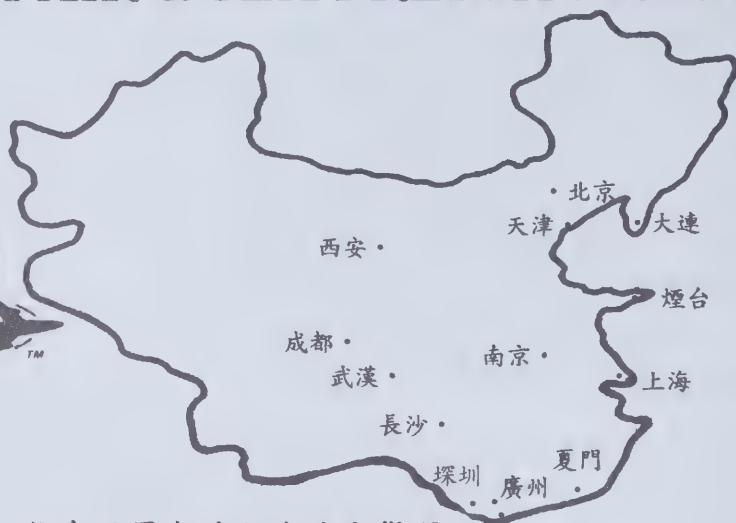 北京
天津
大連
西安
煙台
成都
南京
武漢
上海
長沙
夏門
深圳
廣州
TM